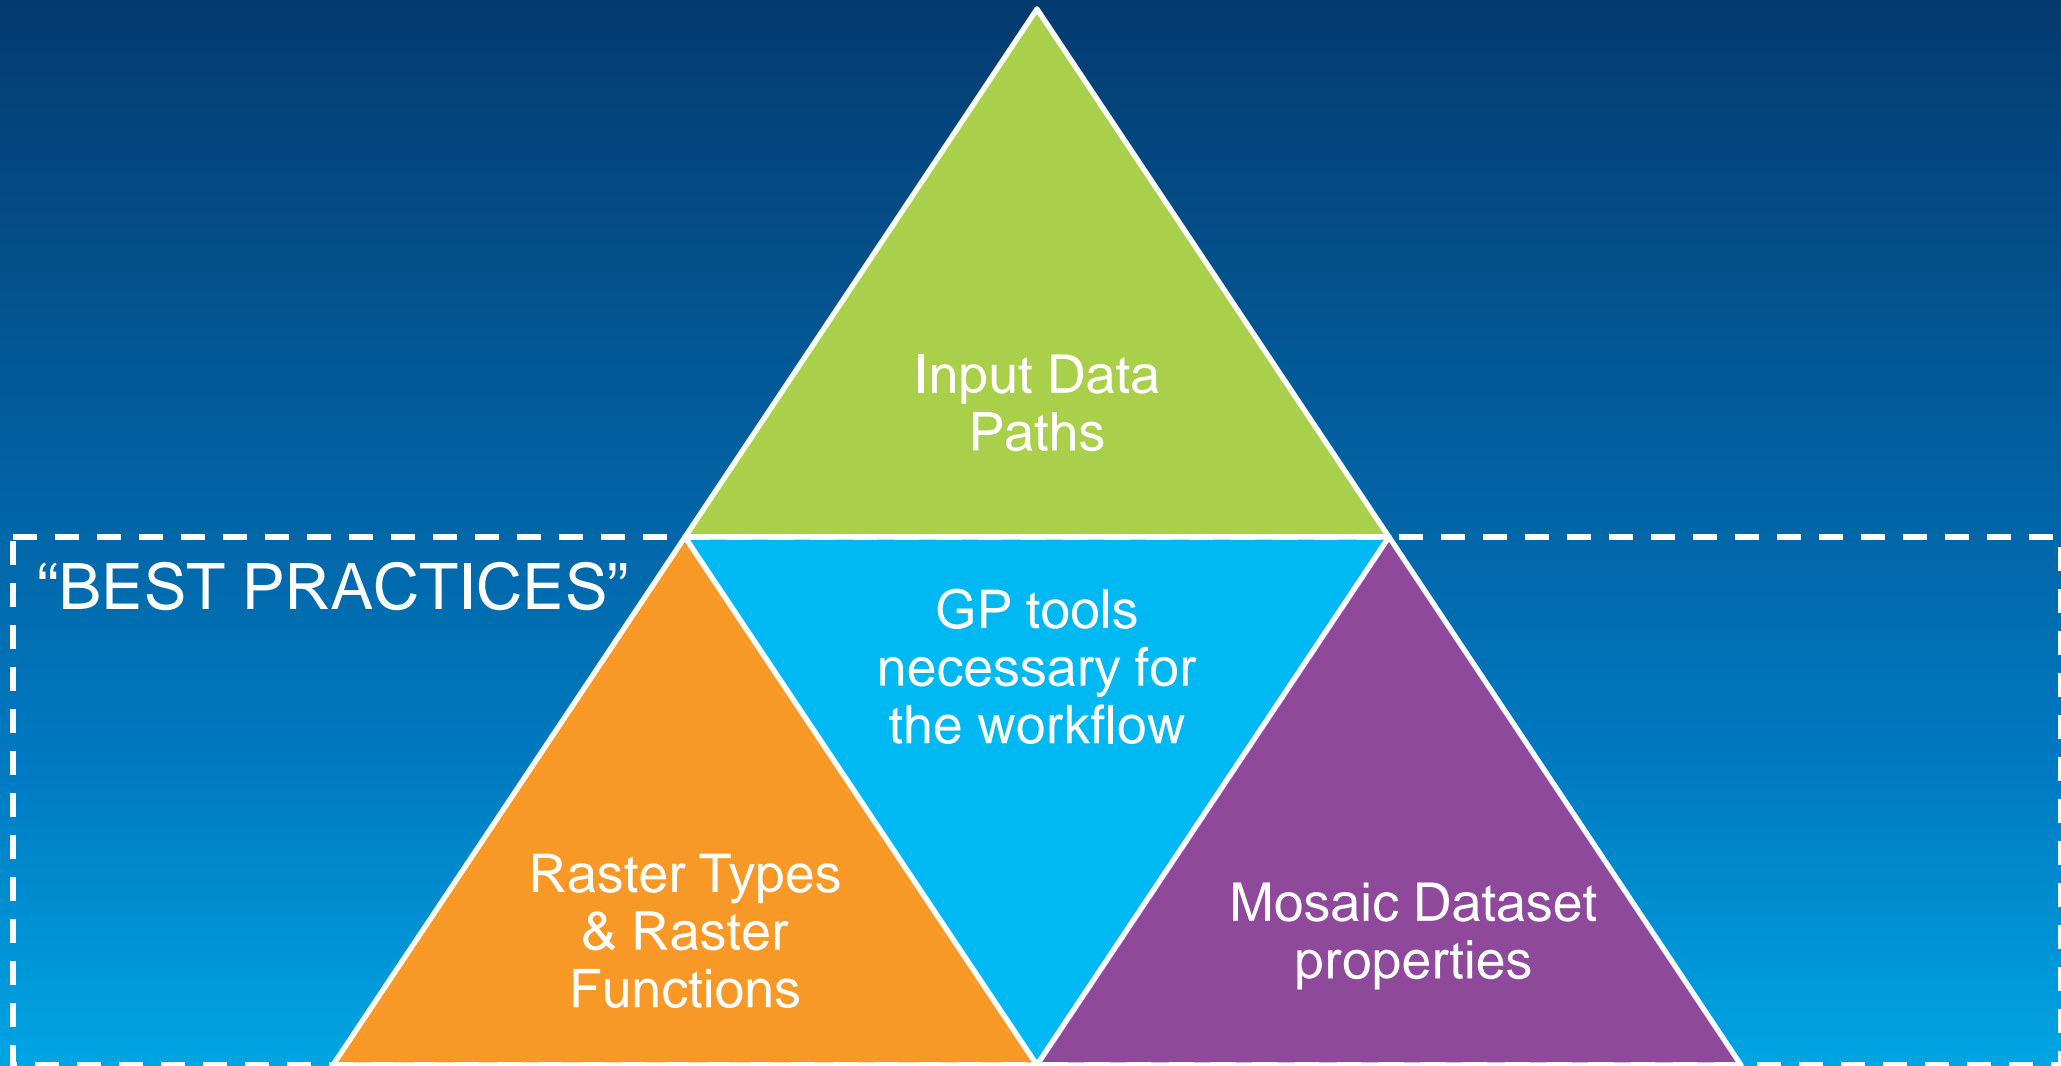 Input Data
Paths
“BEST PRACTICES”
GP tools
necessary for
the workflow
Raster Types
& Raster
Functions
Mosaic Dataset
properties